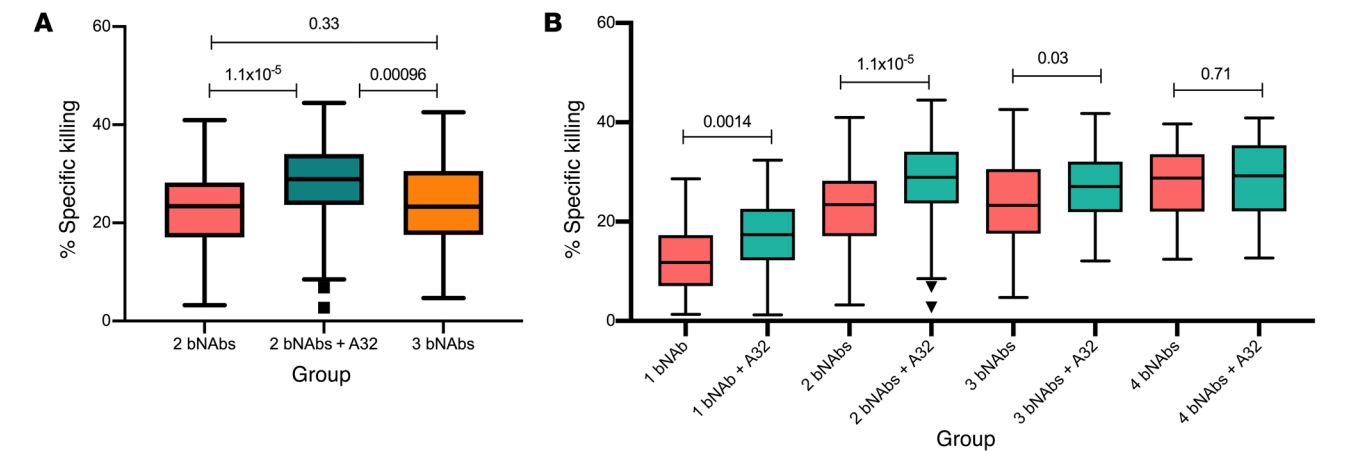 A
60
40
20
0
% Specific killing
0.33
1.1x10-5
0.00096
2 bNAbs
2 bNAbs + A32
3 bNAbs
Group
B
60
40
20
0
% Specific killing
0.0014
1.1x10-5
0.03
0.71
1 bNAb
1 bNAb + A32
2 bNAbs
2 bNAbs + A32
3 bNAbs
3 bNAbs + A32
4 bNAbs
4 bNAbs + A32
Group